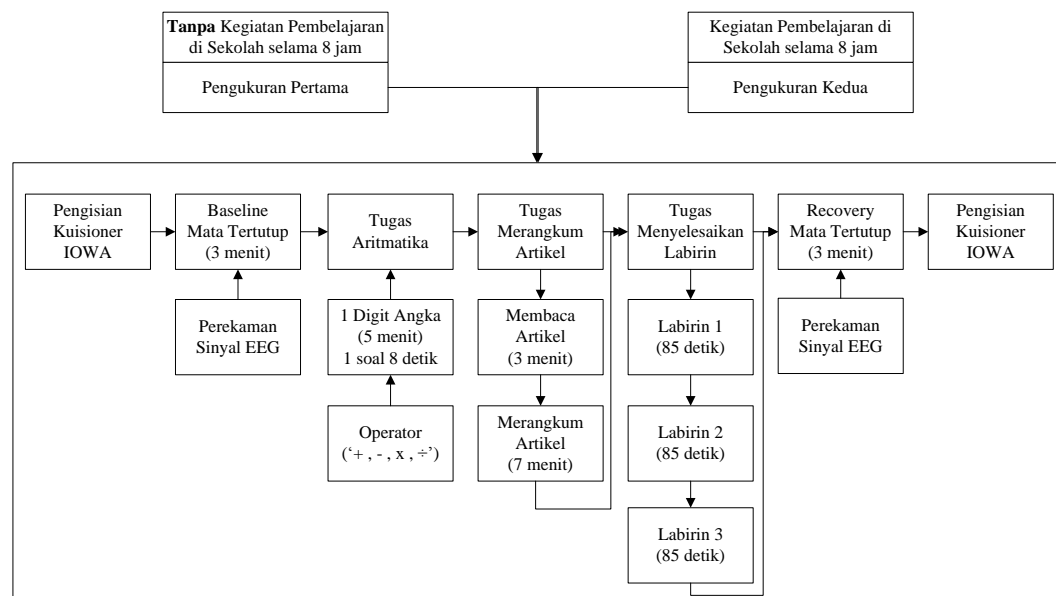 Tanpa Kegiatan Pembelajaran
di Sekolah selama 8 jam
Pengukuran Pertama
Kegiatan Pembelajaran di
Sekolah selama 8 jam
Pengukuran Kedua
Pengisian
Kuisioner
IOWA
Baseline
Mata Tertutup
(3 menit)
Perekaman
Sinyal EEG
Tugas
Aritmatika
1 Digit Angka
(5 menit)
1 soal 8 detik
Operator
(‘+ , - , x , ÷’)
Tugas
Merangkum
Artikel
Membaca
Artikel
(3 menit)
Merangkum
Artikel
(7 menit)
Tugas
Menyelesaikan
Labirin
Labirin 1
(85 detik)
Labirin 2
(85 detik)
Labirin 3
(85 detik)
Recovery
Mata Tertutup
(3 menit)
Perekaman
Sinyal EEG
Pengisian
Kuisioner
IOWA